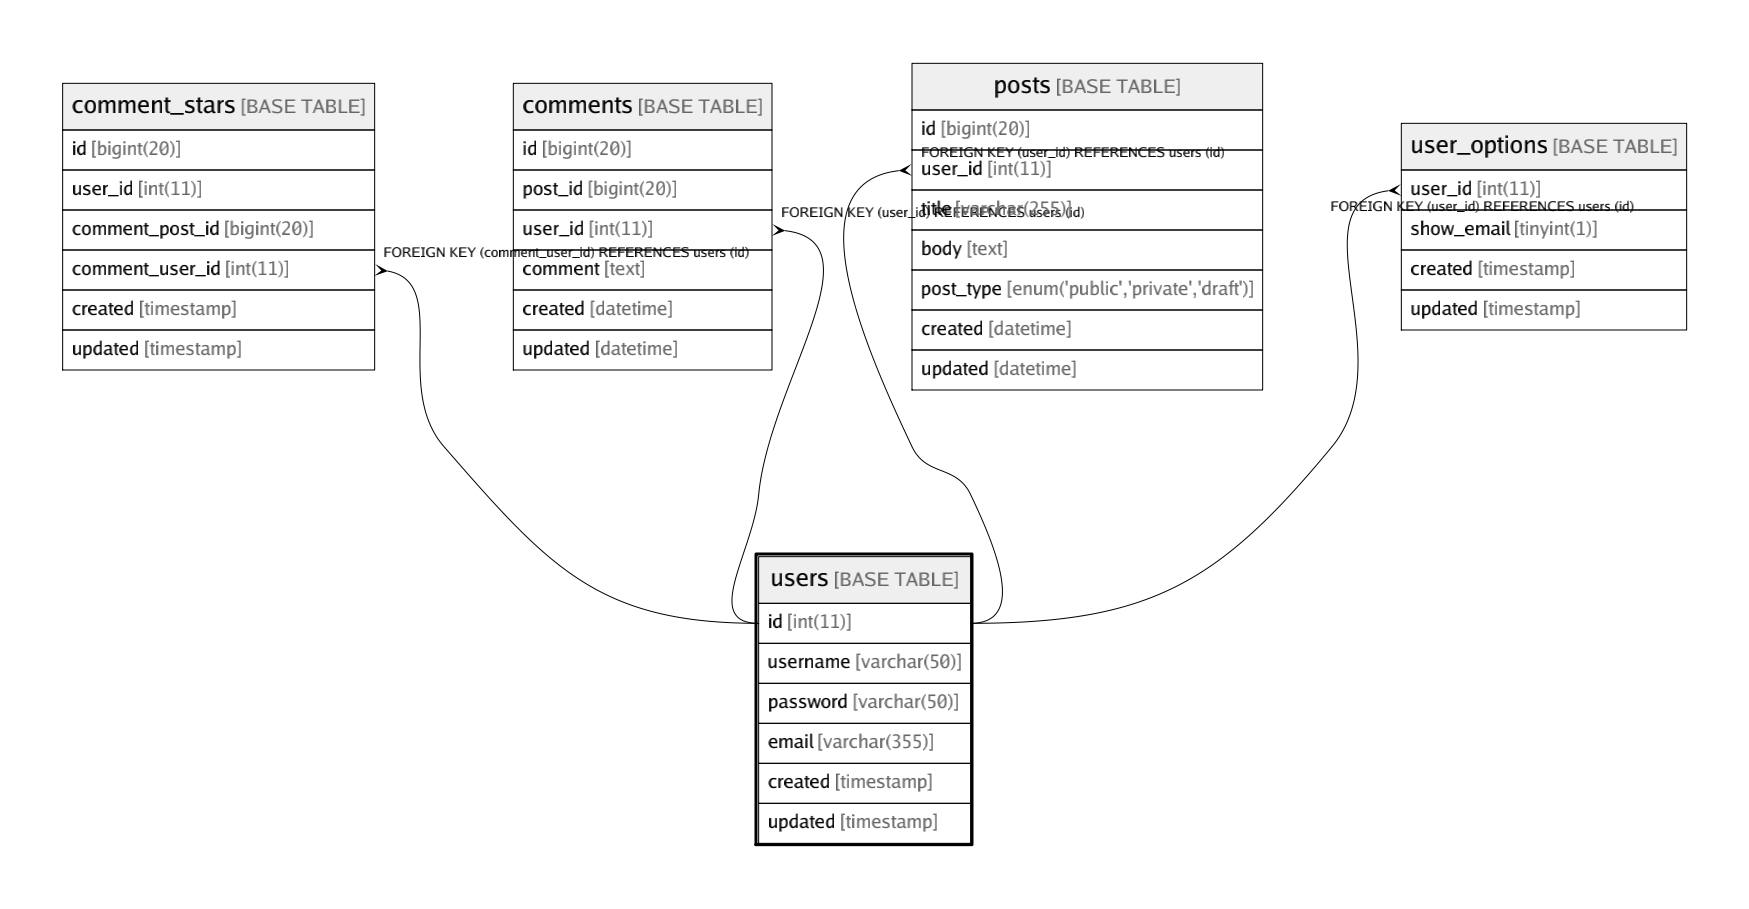 comment_stars [BASE TABLE]
id [bigint(20)]
user_id [int(11)]
comment_post_id [bigint(20)]
comment_user_id [int(11)]
created [timestamp]
updated [timestamp]
FOREIGN KEY (comment_user_id) REFERENCES users (id)
comments [BASE TABLE]
id [bigint(20)]
post_id [bigint(20)]
user_id [int(11)]
comment [text]
created [datetime]
updated [datetime]
FOREIGN KEY (user_id) REFERENCES users (id)
posts [BASE TABLE]
id [bigint(20)]
FOREIGN KEY (user_id) REFERENCES users (id)
user_id [int(11)]
title [varchar(255)]
body [text]
post_type [enum('public','private','draft')]
created [datetime]
updated [datetime]
user_options [BASE TABLE]
user_id [int(11)]
FOREIGN KEY (user_id) REFERENCES users (id)
show_email [tinyint(1)]
created [timestamp]
updated [timestamp]
users [BASE TABLE]
id [int(11)]
username [varchar(50)]
password [varchar(50)]
email [varchar(355)]
created [timestamp]
updated [timestamp]